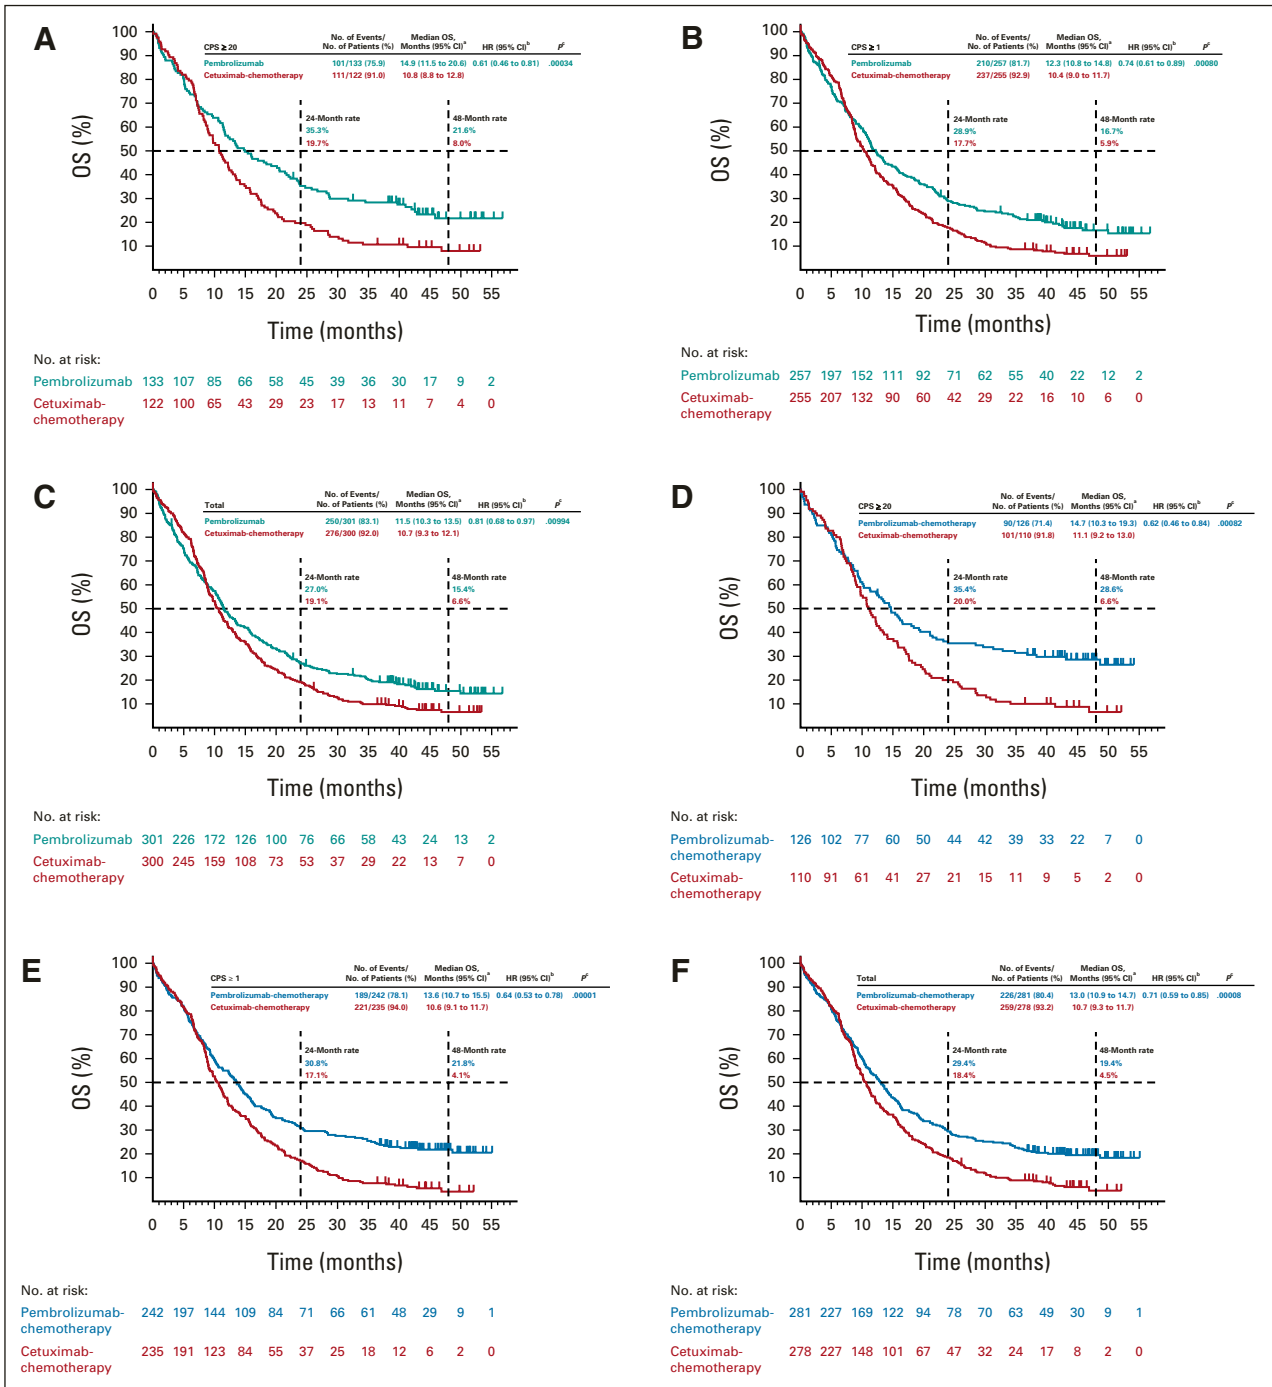 A
CPS ≥ 20
No. of Events/
No. of Patients (%)
Median OS,
Months (95% CI)a
HR (95% CI)b
Pc
Pembrolizumab 101/133 (75.9) 14.9 (11.5 to 20.6) 0.61 (0.46 to 0.81) .00034
Cetuximab-chemotherapy 111/122 (91.0) 10.8 (8.8 to 12.8)
24-Month rate
35.3%
19.7%
48-Month rate
21.6%
8.0%
OS (%)
100
90
80
70
60
50
40
30
20
10
0 5 10 15 20 25 30 35 40 45 50 55
Time (months)
No. at risk:
Pembrolizumab 133 107 85 66 58 45 39 36 30 17 9 2
Cetuximab- 122 100 65 43 29 23 17 13 11 7 4 0
chemotherapy
B
CPS ≥ 1
No. of Events/
No. of Patients (%)
Median OS,
Months (95% CI)a
HR (95% CI)b
Pc
Pembrolizumab 210/257 (81.7) 12.3 (10.8 to 14.8) 0.74 (0.61 to 0.89) .00080
Cetuximab-chemotherapy 237/255 (92.9) 10.4 (9.0 to 11.7)
24-Month rate
28.9%
17.7%
48-Month rate
16.7%
5.9%
OS (%)
100
90
80
70
60
50
40
30
20
10
0 5 10 15 20 25 30 35 40 45 50 55
Time (months)
No. at risk:
Pembrolizumab 257 197 152 111 92 71 62 55 40 22 12 2
Cetuximab- 255 207 132 90 60 42 29 22 16 10 6 0
chemotherapy
C
Total
No. of Events/
No. of Patients (%)
Median OS,
Months (95% CI)a
HR (95% CI)b
Pc
Pembrolizumab 250/301 (83.1) 11.5 (10.3 to 13.5) 0.81 (0.68 to 0.97) .00994
Cetuximab-chemotherapy 276/300 (92.0) 10.7 (9.3 to 12.1)
24-Month rate
27.0%
19.1%
48-Month rate
15.4%
6.6%
OS (%)
100
90
80
70
60
50
40
30
20
10
0 5 10 15 20 25 30 35 40 45 50 55
Time (months)
No. at risk:
Pembrolizumab 301 226 172 126 100 76 66 58 43 24 13 2
Cetuximab- 300 245 159 108 73 53 37 29 22 13 7 0
chemotherapy
D
CPS ≥ 20
No. of Events/
No. of Patients (%)
Median OS,
Months (95% CI)a
HR (95% CI)b
Pc
Pembrolizumab-chemotherapy 90/126 (71.4) 14.7 (10.3 to 19.3) 0.62 (0.46 to 0.84) .00082
Cetuximab-chemotherapy 101/110 (91.8) 11.1 (9.2 to 13.0)
24-Month rate
35.4%
20.0%
48-Month rate
28.6%
6.6%
OS (%)
100
90
80
70
60
50
40
30
20
10
0 5 10 15 20 25 30 35 40 45 50 55
Time (months)
No. at risk:
Pembrolizumab- 126 102 77 60 50 44 42 39 33 22 7 0
chemotherapy
Cetuximab- 110 91 61 41 27 21 15 11 9 5 2 0
chemotherapy
E
CPS ≥ 1
No. of Events/
No. of Patients (%)
Median OS,
Months (95% CI)a
HR (95% CI)b
Pc
Pembrolizumab-chemotherapy 189/242 (78.1) 13.6 (10.7 to 15.5) 0.64 (0.53 to 0.78) .00001
Cetuximab-chemotherapy 221/235 (94.0) 10.6 (9.1 to 11.7)
24-Month rate
30.8%
17.1%
48-Month rate
21.8%
4.1%
OS (%)
100
90
80
70
60
50
40
30
20
10
0 5 10 15 20 25 30 35 40 45 50 55
Time (months)
No. at risk:
Pembrolizumab- 242 197 144 109 84 71 66 61 48 29 9 1
chemotherapy
Cetuximab- 235 191 123 84 55 37 25 18 12 6 2 0
chemotherapy
F
Total
No. of Events/
No. of Patients (%)
Median OS,
Months (95% CI)a
HR (95% CI)b
Pc
Pembrolizumab-chemotherapy 226/281 (80.4) 13.0 (10.9 to 14.7) 0.71 (0.59 to 0.85) .00008
Cetuximab-chemotherapy 259/278 (93.2) 10.7 (9.3 to 11.7)
24-Month rate
29.4%
18.4%
48-Month rate
19.4%
4.5%
OS (%)
100
90
80
70
60
50
40
30
20
10
0 5 10 15 20 25 30 35 40 45 50 55
Time (months)
No. at risk:
Pembrolizumab- 281 227 169 122 94 78 70 63 49 30 9 1
chemotherapy
Cetuximab- 278 227 148 101 67 47 32 24 17 8 2 0
chemotherapy